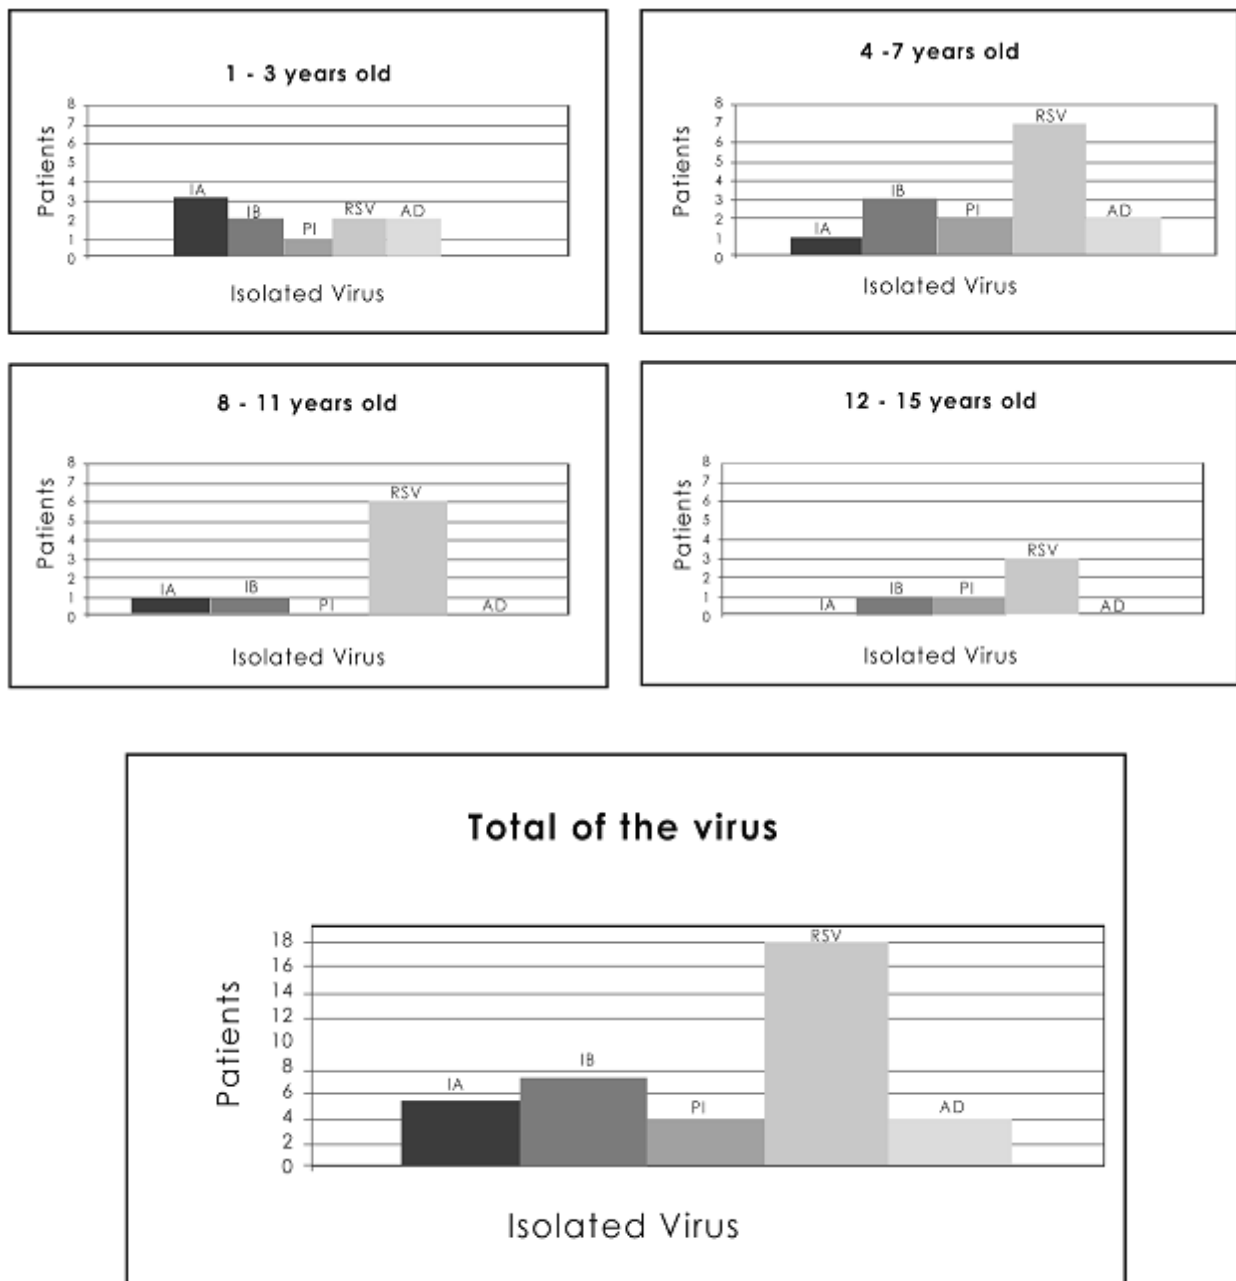 1 - 3 years old
8
7
6
5
4
3
2
1
0
Patients
IA
IB
PI
RSV
AD
Isolated Virus
4 -7 years old
8
7
6
5
4
3
2
1
0
Patients
IA
IB
PI
RSV
AD
Isolated Virus
8 - 11 years old
8
7
6
5
4
3
2
1
0
Patients
IA
IB
PI
RSV
AD
Isolated Virus
12 - 15 years old
8
7
6
5
4
3
2
1
0
Patients
IA
IB
PI
RSV
AD
Isolated Virus
Total of the virus
18
16
14
12
10
8
6
4
2
0
Patients
IA
IB
PI
RSV
AD
Isolated Virus